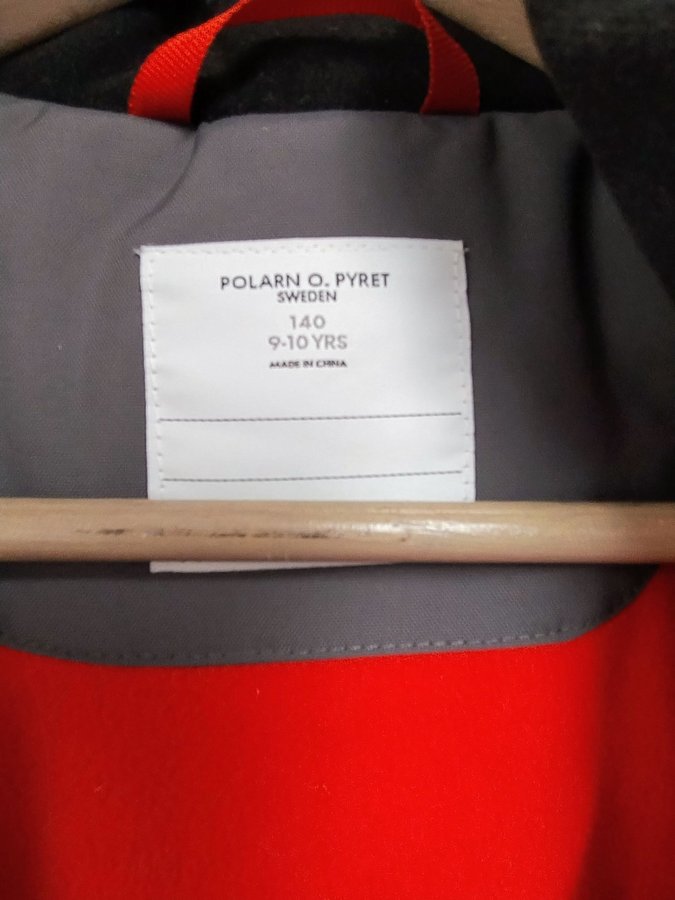 POLARN O. PYRET
SWEDEN
140
9-10 YRS
MADE IN CHINA